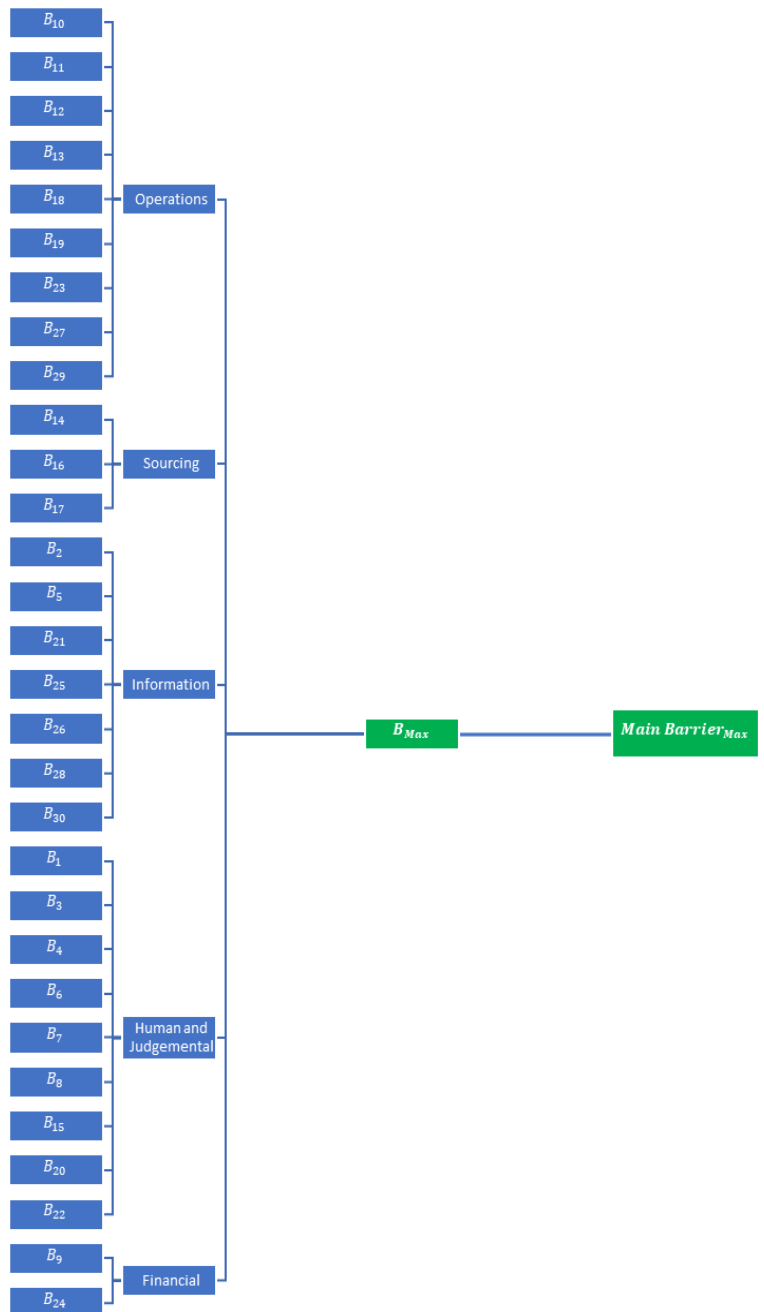 B₁₀
B₁₁
B₁₂
B₁₃
B₁₈
Operations
B₁₉
B₂₃
B₂₇
B₂₉
B₁₄
B₁₆
Sourcing
B₁₇
B₂
B₅
B₂₁
B₂₅
Information
B₂₆
B_Max
Main Barrier_Max
B₂₈
B₃₀
B₁
B₃
B₄
B₆
B₇
Human and
Judgemental
B₈
B₁₅
B₂₀
B₂₂
B₉
Financial
B₂₄